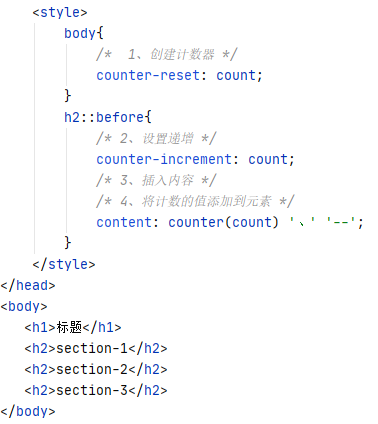 <style>
body{
/*  1、创建计数器 */
counter-reset: count;
}
h2::before{
/* 2、设置递增 */
counter-increment: count;
/* 3、插入内容 */
/* 4、将计数的值添加到元素 */
content: counter(count) '、' '--';
}
</style>
</head>
<body>
<h1>标题</h1>
<h2>section-1</h2>
<h2>section-2</h2>
<h2>section-3</h2>
</body>